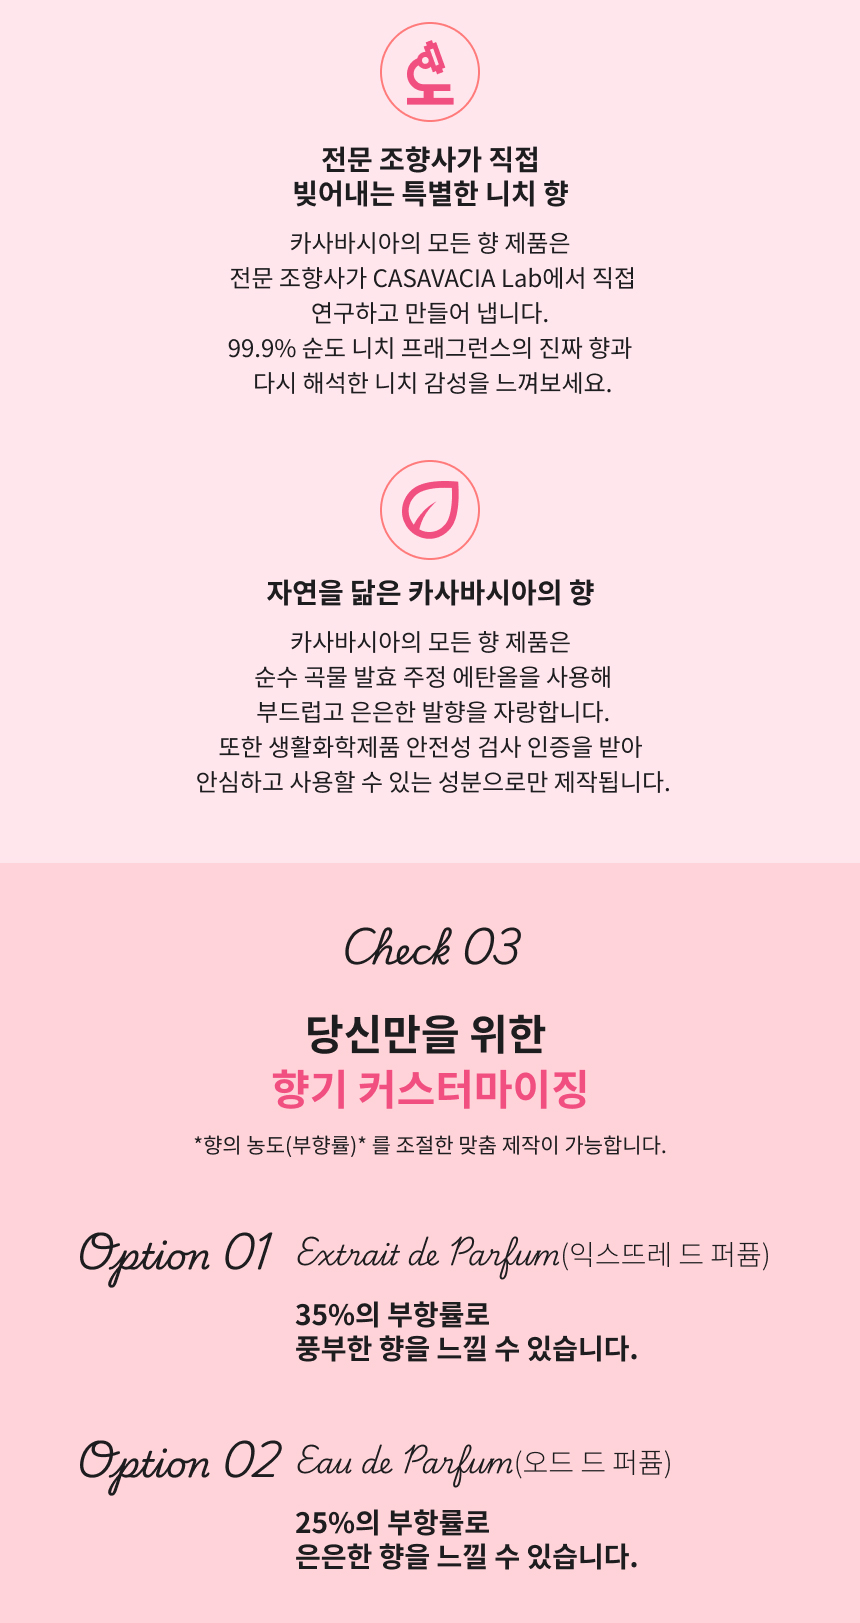 전문 조향사가 직접
빚어내는 특별한 니치 향
카사바시아의 모든 향 제품은
전문 조향사가 CASAVACIA Lab에서 직접
연구하고 만들어 냅니다.
99.9% 순도 니치 프래그런스의 진짜 향과
다시 해석한 니치 감성을 느껴보세요.
자연을 닮은 카사바시아의 향
카사바시아의 모든 향 제품은
순수 곡물 발효 주정 에탄올을 사용해
부드럽고 은은한 발향을 자랑합니다.
또한 생활화학제품 안전성 검사 인증을 받아
안심하고 사용할 수 있는 성분으로만 제작됩니다.
Check 03
당신만을 위한
향기 커스터마이징
*향의 농도(부향률)* 를 조절한 맞춤 제작이 가능합니다.
Option 01 Extrait de Parfum(익스뜨레 드 퍼퓸)
35%의 부항률로
풍부한 향을 느낄 수 있습니다.
Option 02 Eau de Parfum(오드 드 퍼퓸)
25%의 부항률로
은은한 향을 느낄 수 있습니다.